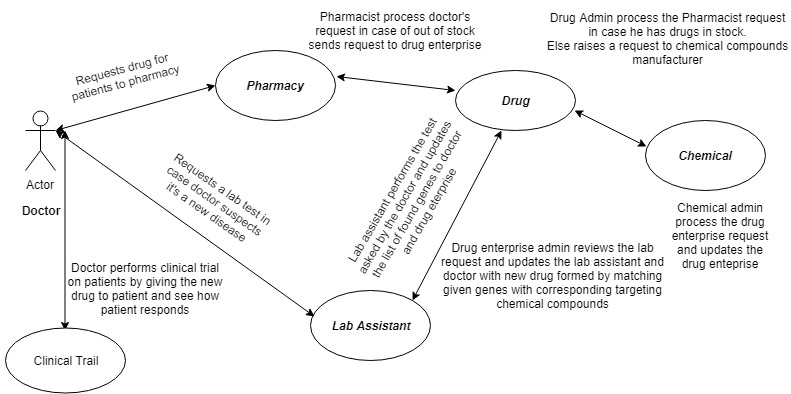 Pharmacist process doctor's
request in case of out of stock
sends request to drug enterprise
Drug Admin process the Pharmacist request
in case he has drugs in stock.
Else raises a request to chemical compounds
manufacturer
Requests drug for
patients to pharmacy
Pharmacy
Drug
Chemical
Actor
Doctor
Requests a lab test in
case doctor suspects
it's a new disease
Lab assistant performs the test
asked by the doctor and updates
the list of found genes to doctor
and drug eterprise
Chemical admin
process the drug
enterprise request
and updates the
drug enteprise
Doctor performs clinical trial
on patients by giving the new
drug to patient and see how
patient responds
Drug enterprise admin reviews the lab
request and updates the lab assistant and
doctor with new drug formed by matching
given genes with corresponding targeting
chemical compounds
Lab Assistant
Clinical Trail